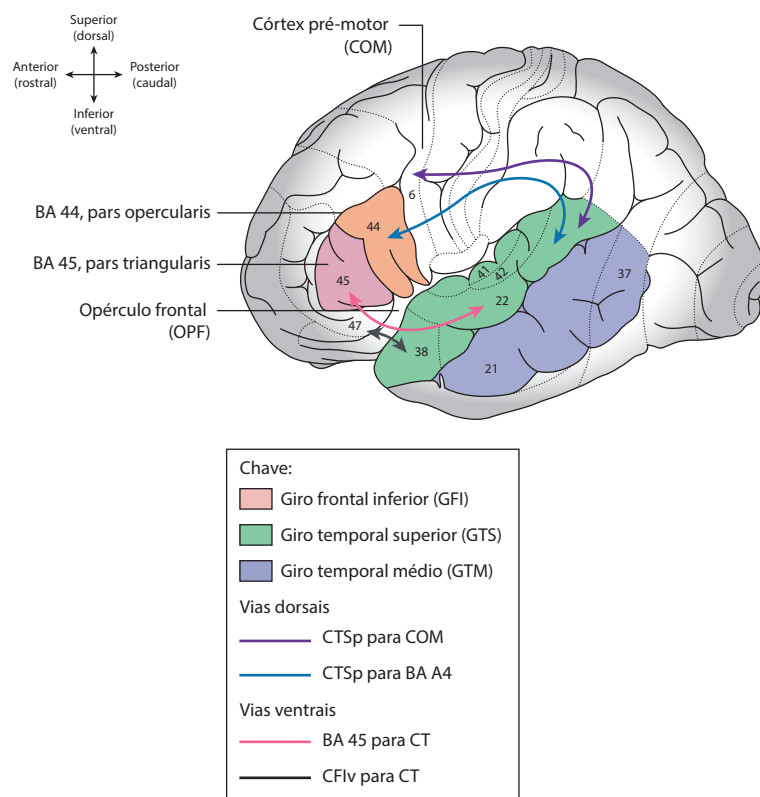 Superior
(dorsal)
Anterior
(rostral)
Posterior
(caudal)
Inferior
(ventral)
Córtex pré-motor
(COM)
BA 44, pars opercularis
BA 45, pars triangularis
Opérculo frontal
(OPF)
6
44
45
47
41
42
22
38
21
37
Chave:
Giro frontal inferior (GFI)
Giro temporal superior (GTS)
Giro temporal médio (GTM)
Vias dorsais
CTSp para COM
CTSp para BA A4
Vias ventrais
BA 45 para CT
CFIv para CT